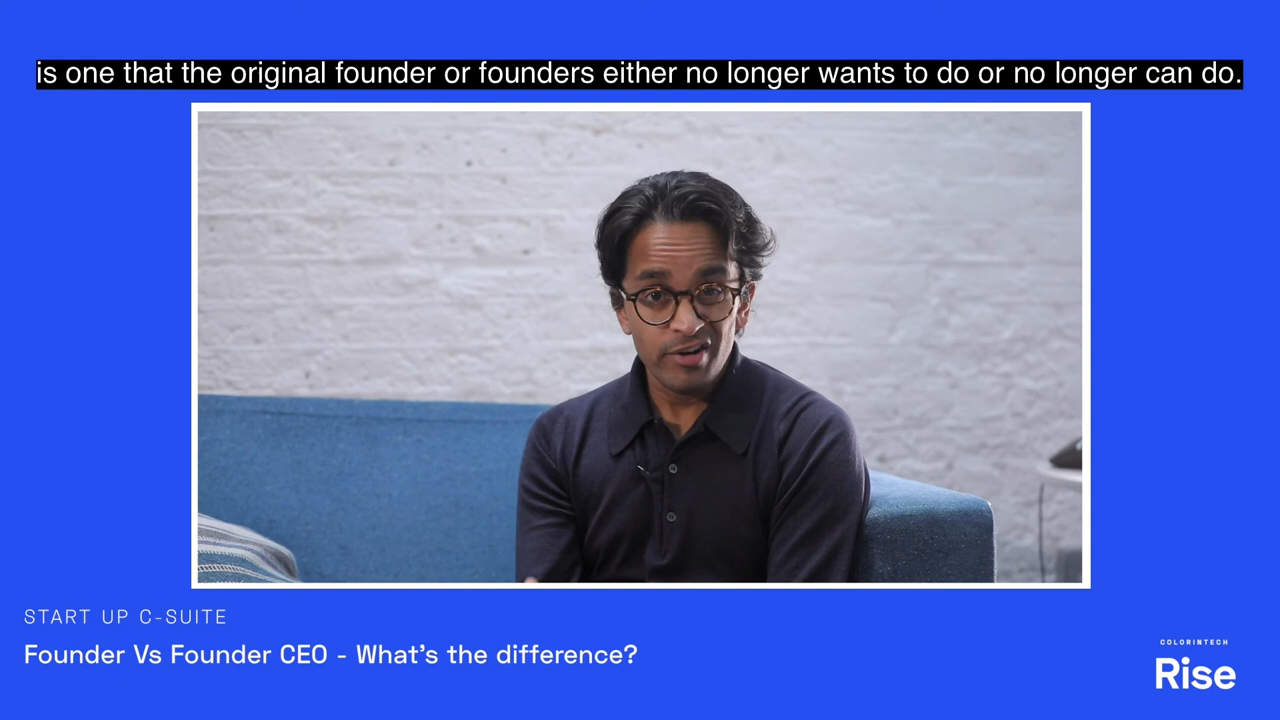 is one that the original founder or founders either no longer wants to do or no longer can do.
START UP C-SUITE
Founder Vs Founder CEO - What's the difference?
COLORINTECH
Rise